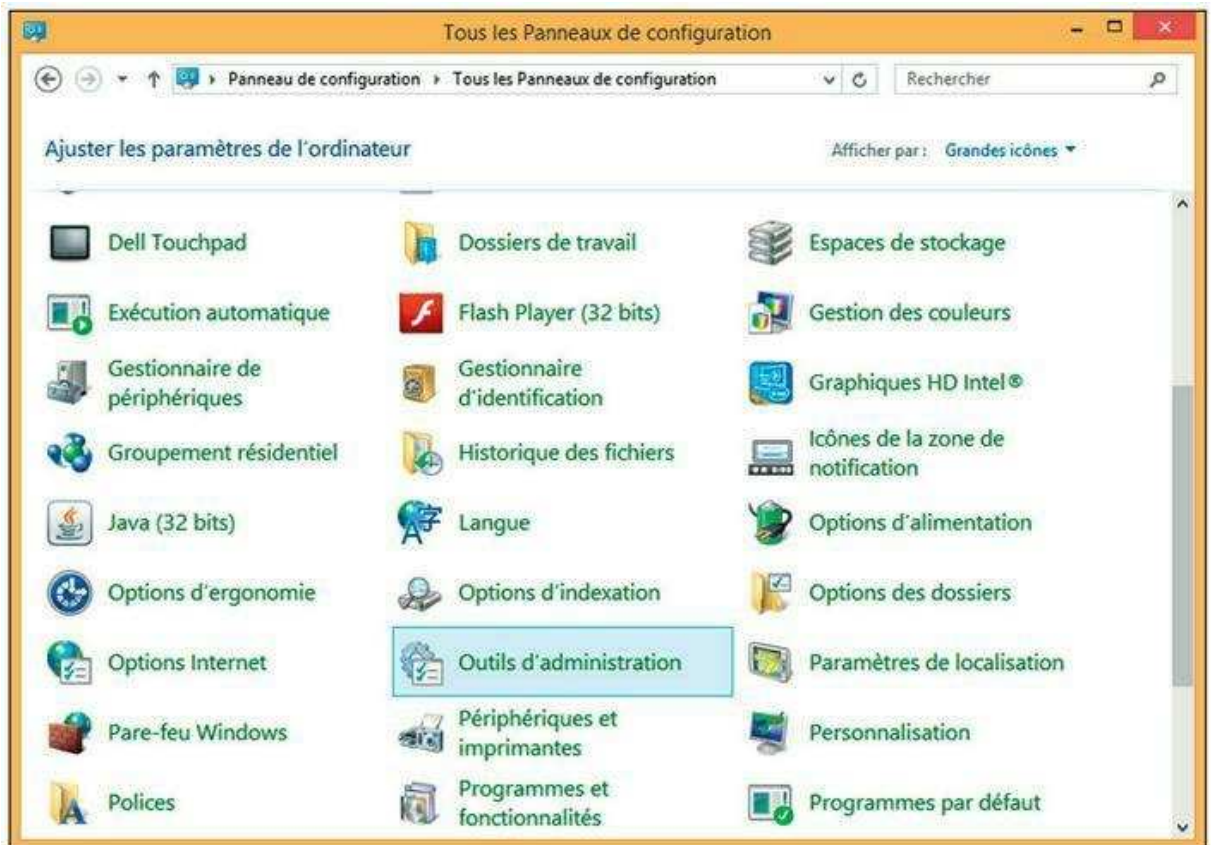 Tous les Panneaux de configuration
Panneau de configuration
Tous les Panneaux de configuration
Rechercher
Ajuster les paramètres de l'ordinateur
Afficher par :
Grandes icônes
Dell Touchpad
Dossiers de travail
Espaces de stockage
Exécution automatique
Flash Player (32 bits)
Gestion des couleurs
Gestionnaire de
périphériques
Gestionnaire
d'identification
Graphiques HD Intel®
Groupement résidentiel
Historique des fichiers
Icônes de la zone de
notification
Java (32 bits)
Langue
Options d'alimentation
Options d'ergonomie
Options d'indexation
Options des dossiers
Options Internet
Outils d'administration
Paramètres de localisation
Pare-feu Windows
Périphériques et
imprimantes
Personnalisation
Polices
Programmes et
fonctionnalités
Programmes par défaut